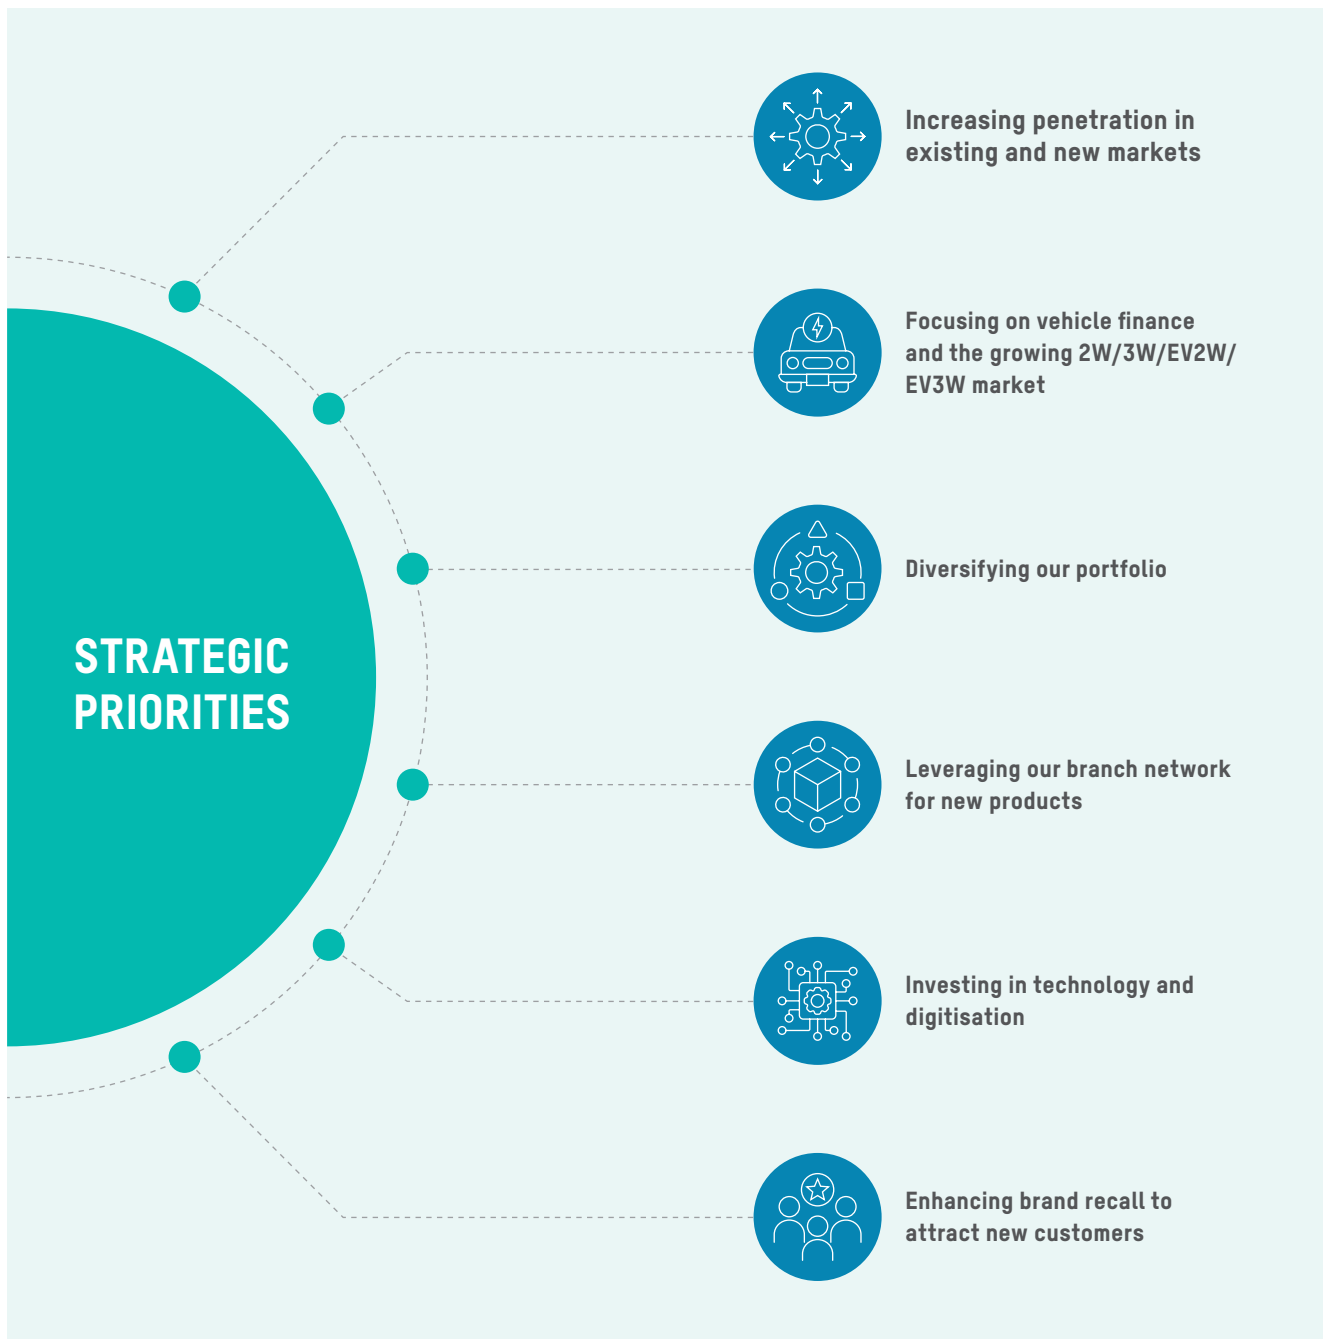 Increasing penetration in
existing and new markets
Focusing on vehicle finance
and the growing 2W/3W/EV2W/
EV3W market
Diversifying our portfolio
STRATEGIC
PRIORITIES
Leveraging our branch network
for new products
Investing in technology and
digitisation
Enhancing brand recall to
attract new customers